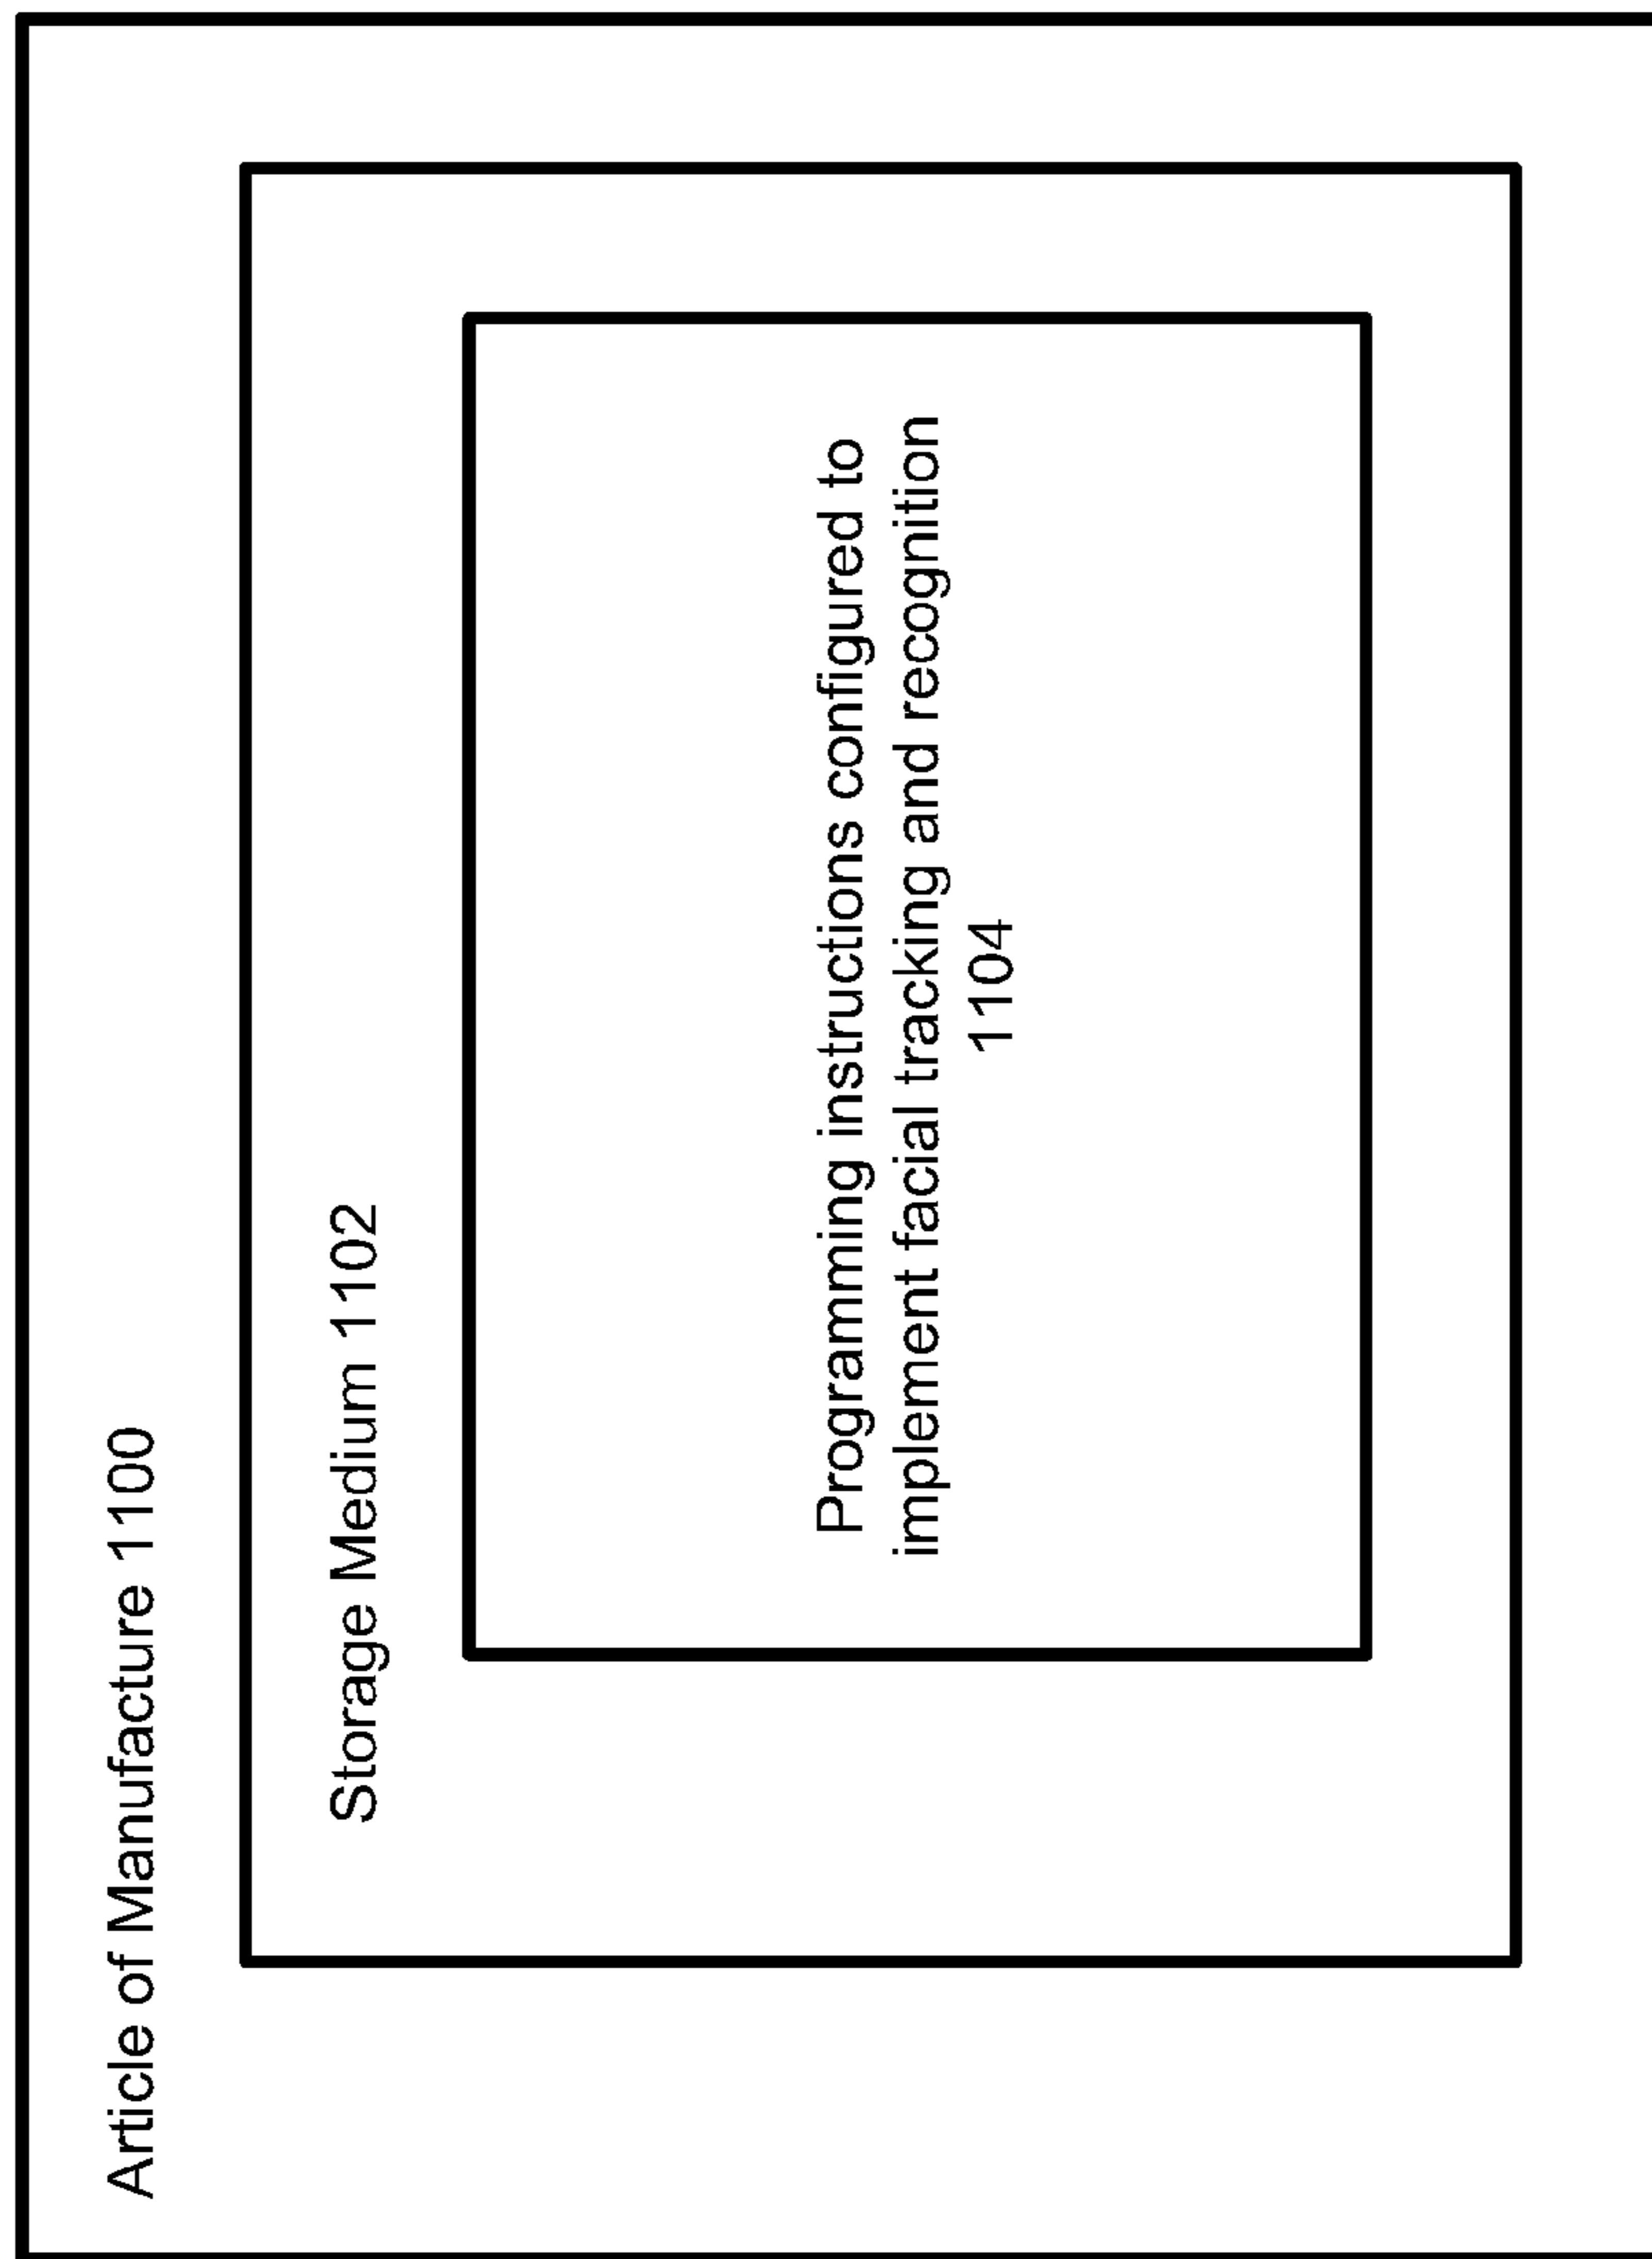 Article of Manufacture 1100
Storage Medium 1102
Programming instructions configured to
implement facial tracking and recognition
1104